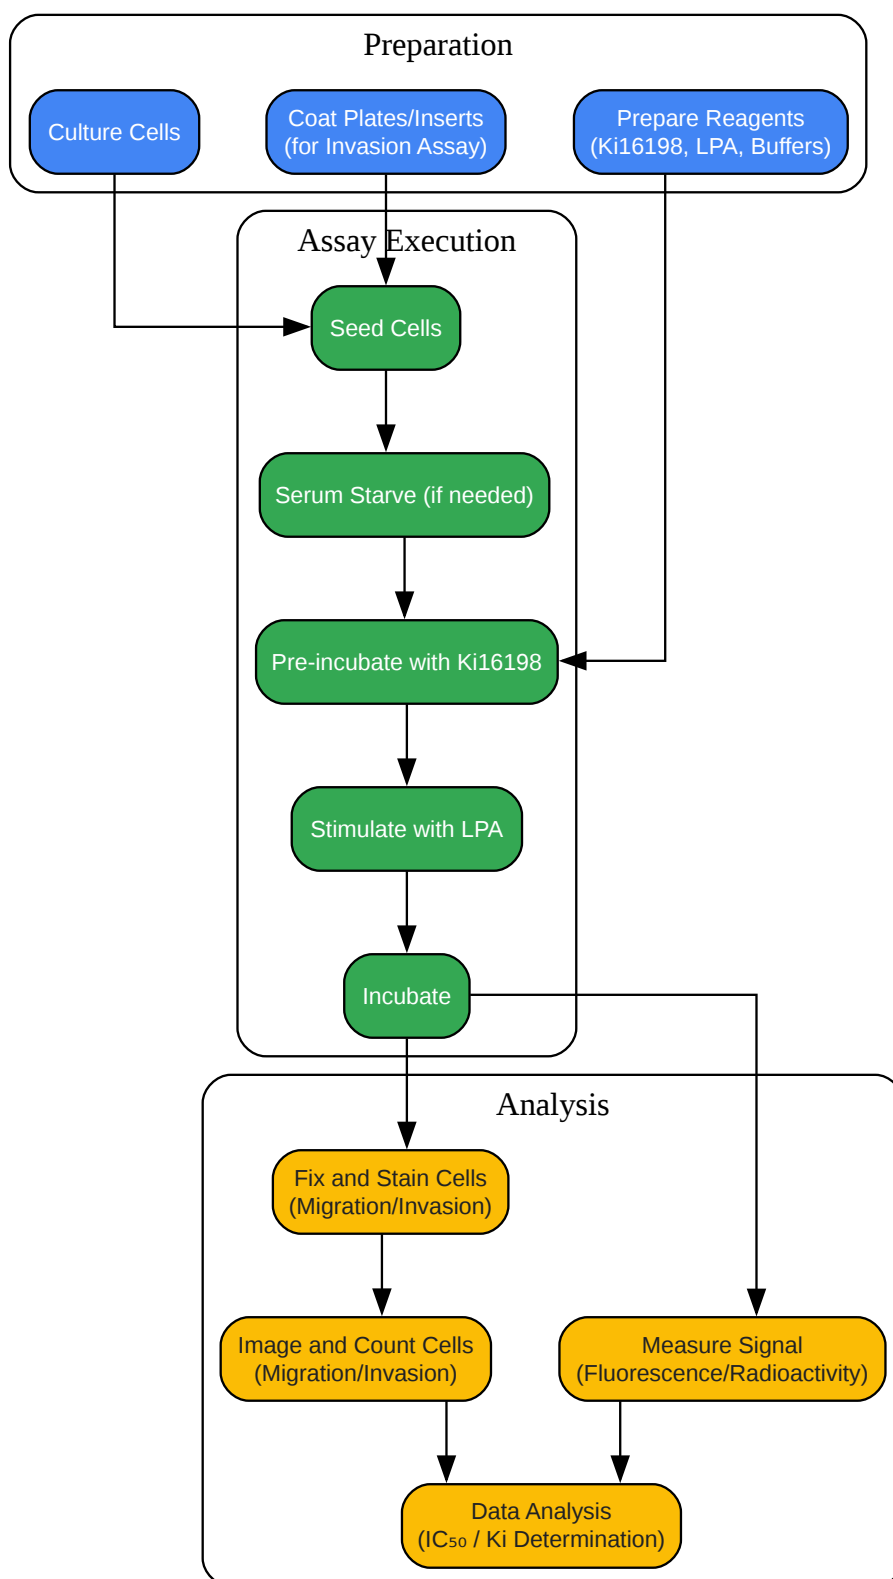 Preparation
Culture Cells
Coat Plates/Inserts
(for Invasion Assay)
Prepare Reagents
(Ki16198, LPA, Buffers)
Assay Execution
Seed Cells
Serum Starve (if needed)
Pre-incubate with Ki16198
Stimulate with LPA
Incubate
Analysis
Fix and Stain Cells
(Migration/Invasion)
Image and Count Cells
(Migration/Invasion)
Measure Signal
(Fluorescence/Radioactivity)
Data Analysis
(IC₅₀ / Ki Determination)